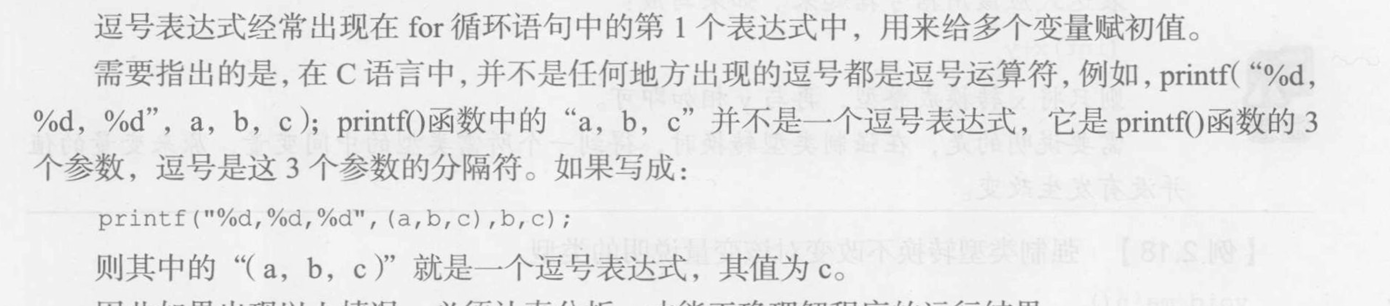 逗号表达式经常出现在 for 循环语句中的第 1 个表达式中，用来给多个变量赋初值。
需要指出的是，在 C 语言中，并不是任何地方出现的逗号都是逗号运算符，例如，printf(“%d，
%d，%d”，a，b，c)；printf()函数中的“a，b，c”并不是一个逗号表达式，它是 printf()函数的 3
个参数，逗号是这 3 个参数的分隔符。如果写成：
printf("%d,%d,%d",(a,b,c),b,c);
则其中的“(a，b，c)”就是一个逗号表达式，其值为 c。